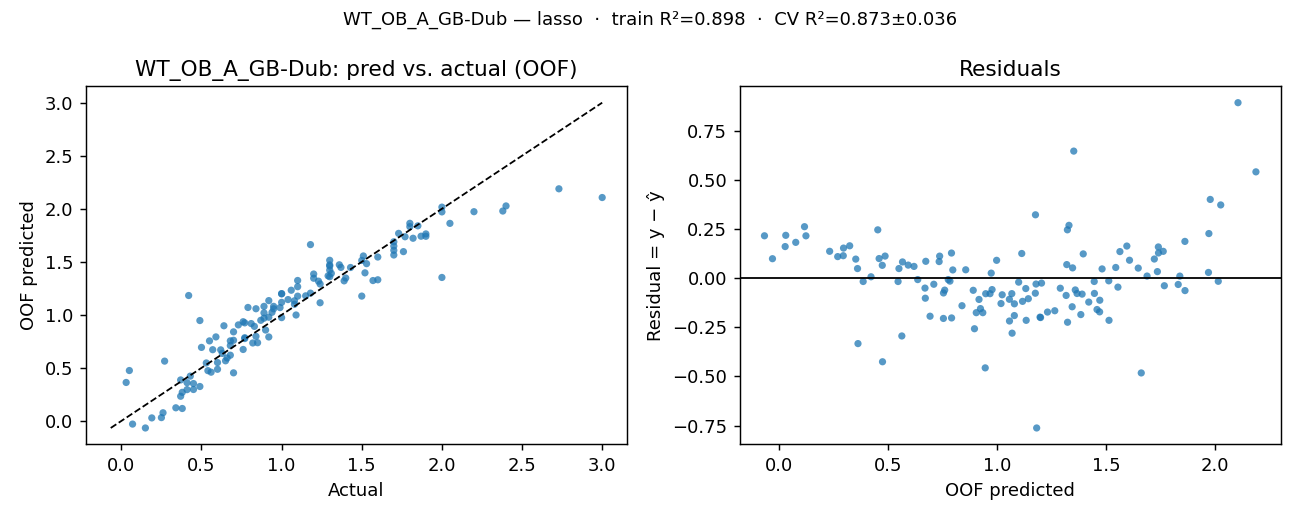 WT_OB_A_GB-Dub — lasso · train R²=0.898 · CV R²=0.873±0.036
WT_OB_A_GB-Dub: pred vs. actual (OOF)
3.0
2.5
2.0
1.5
1.0
0.5
0.0
OOF predicted
0.0 0.5 1.0 1.5 2.0 2.5 3.0
Actual
Residuals
0.75
0.50
0.25
0.00
−0.25
−0.50
−0.75
Residual = y − ŷ
0.0 0.5 1.0 1.5 2.0
OOF predicted